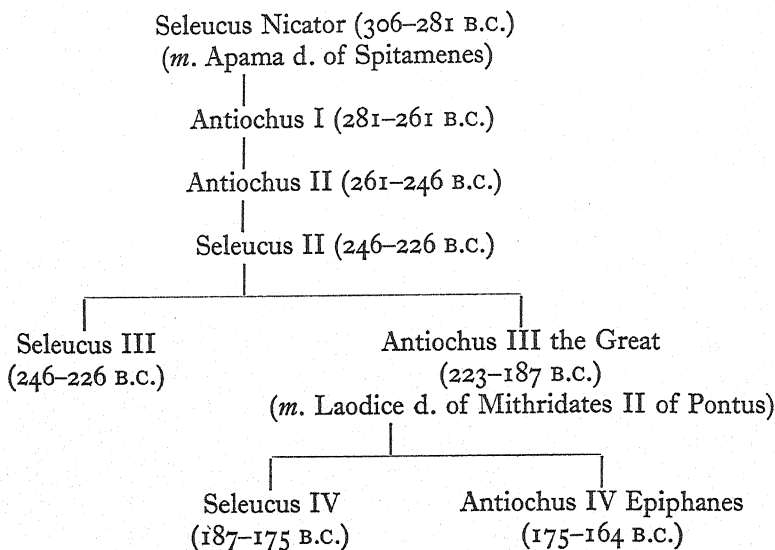 Seleucus Nicator (306–281 B.C.)
(m. Apama d. of Spitamenes)
Antiochus I (281–261 B.C.)
Antiochus II (261–246 B.C.)
Seleucus II (246–226 B.C.)
Seleucus III
(246–226 B.C.)
Antiochus III the Great
(223–187 B.C.)
(m. Laodice d. of Mithridates II of Pontus)
Seleucus IV
(187–175 B.C.)
Antiochus IV Epiphanes
(175–164 B.C.)